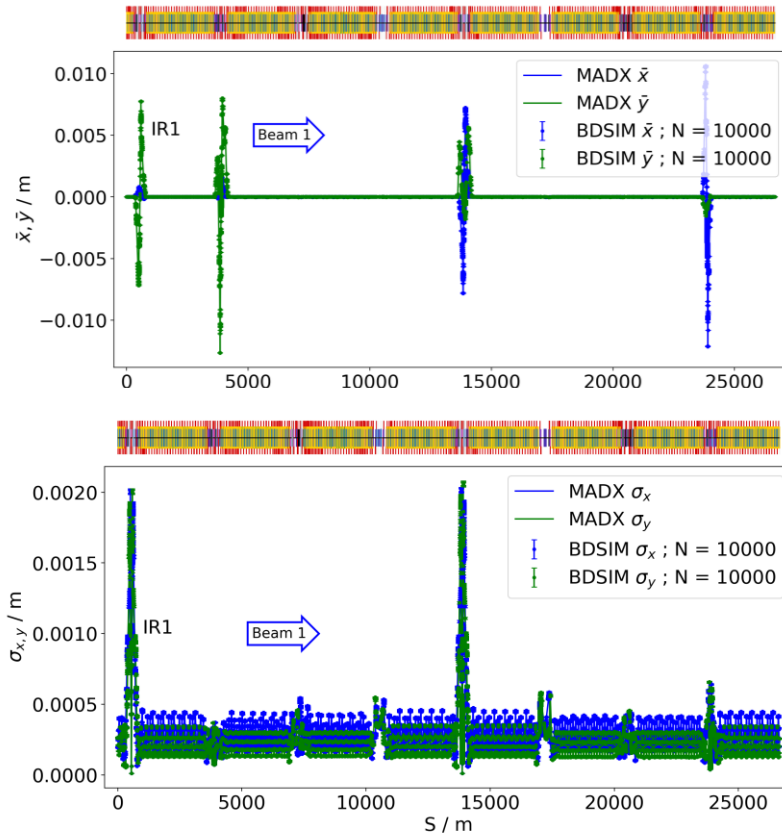 0.010
0.005
0.000
−0.005
−0.010
x̄, ȳ / m
IR1
Beam 1
MADX x̄
MADX ȳ
BDSIM x̄ ; N = 10000
BDSIM ȳ ; N = 10000
0 5000 10000 15000 20000 25000
0.0020
0.0015
0.0010
0.0005
0.0000
σx,y / m
IR1
Beam 1
MADX σx
MADX σy
BDSIM σx ; N = 10000
BDSIM σy ; N = 10000
0 5000 10000 15000 20000 25000
S / m